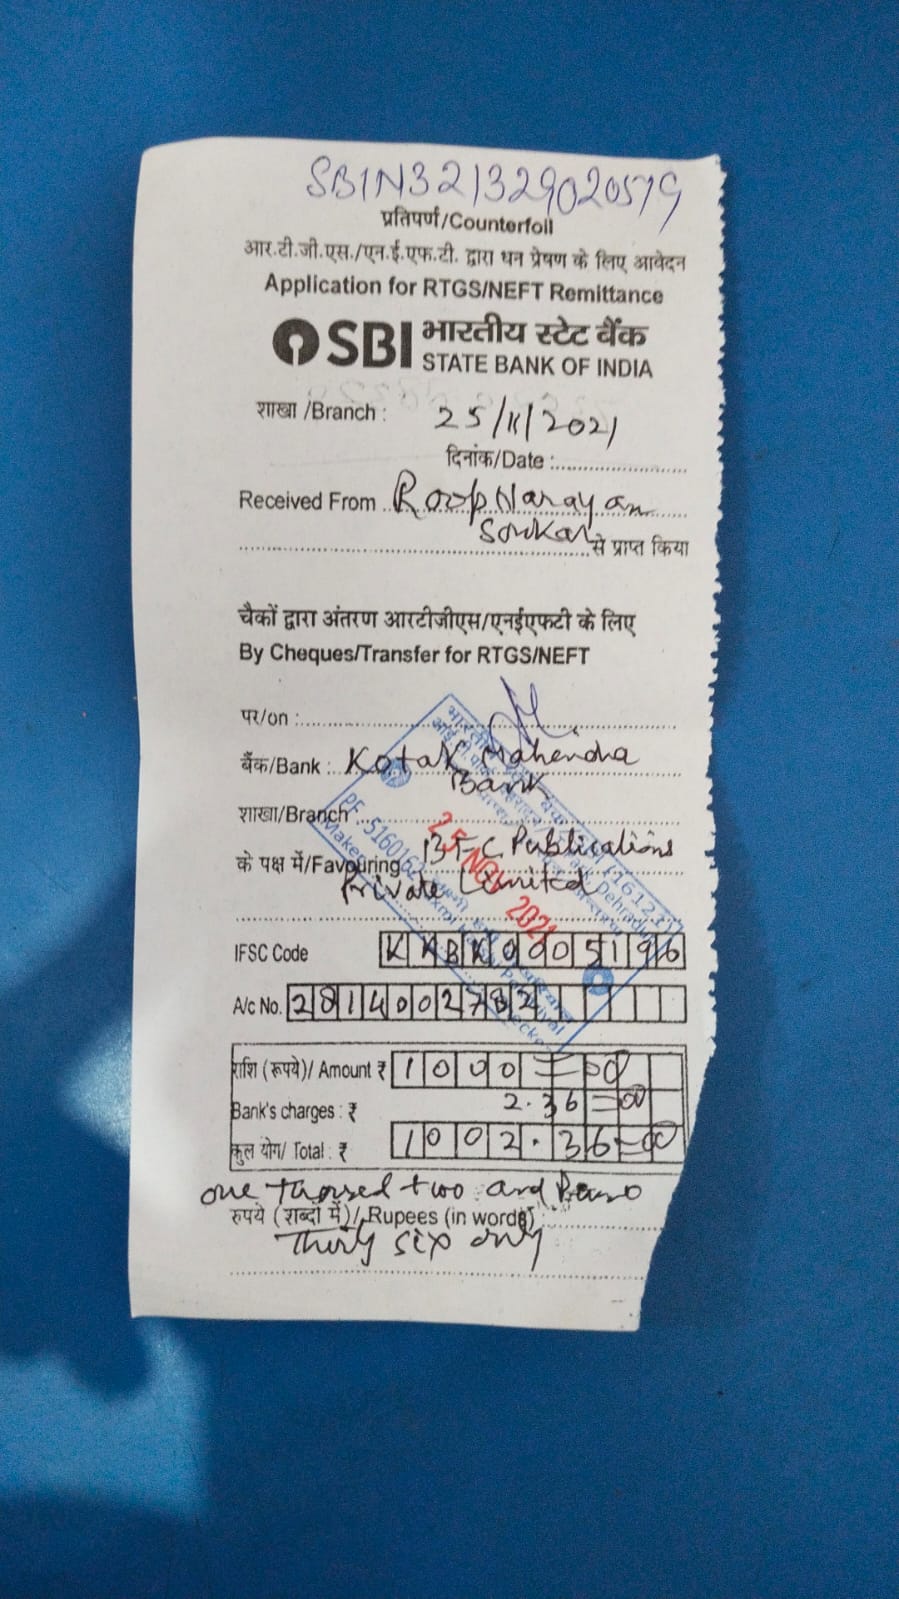 SBIN321329020579
प्रतिपर्ण/Counterfoil
आर.टी.जी.एस./एन.ई.एफ.टी. द्वारा धन प्रेषण के लिए आवेदन
Application for RTGS/NEFT Remittance
SBI भारतीय स्टेट बैंक
STATE BANK OF INDIA
शाखा /Branch : 25/11/2021
दिनांक/Date :
Received From Roop Narayan
Sonkar से प्राप्त किया
चैकों द्वारा अंतरण आरटीजीएस/एनईएफटी के लिए
By Cheques/Transfer for RTGS/NEFT
पर/on :
बैंक/Bank : Kotak Mahendra
Bank
शाखा/Branch
के पक्ष में/Favouring BFC Publications
Private Limited
25 NOV 2021
PF.:5160162
IFSC Code KKBK0005196
A/c No. 2814002782
राशि (रूपये)/ Amount ₹ 1000=00
Bank's charges : ₹ 2.36=00
कुल योग/ Total : ₹ 1002.36=00
one thoused two and
रुपये (शब्दों में)/ Rupees (in words)
Thirty six only